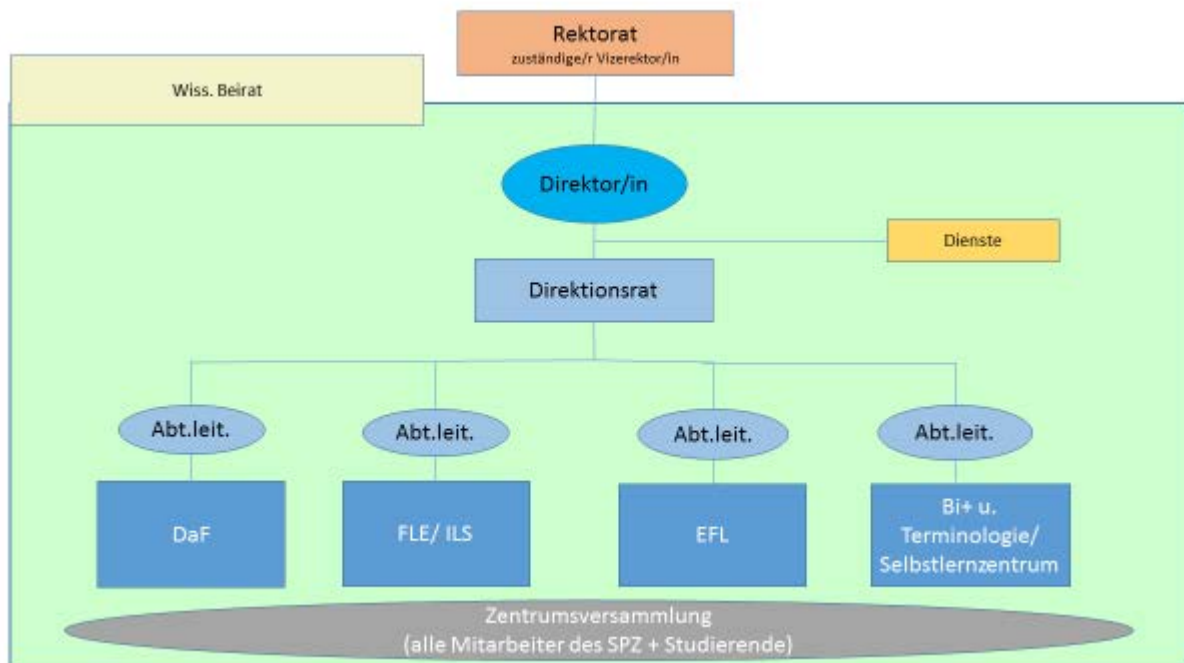 Rektorat
zuständige/r Vizerektor/in
Wiss. Beirat
Direktor/in
Dienste
Direktionsrat
Abt.leit.
Abt.leit.
Abt.leit.
Abt.leit.
DaF
FLE/ ILS
EFL
Bi+ u.
Terminologie/
Selbstlernzentrum
Zentrumsversammlung
(alle Mitarbeiter des SPZ + Studierende)